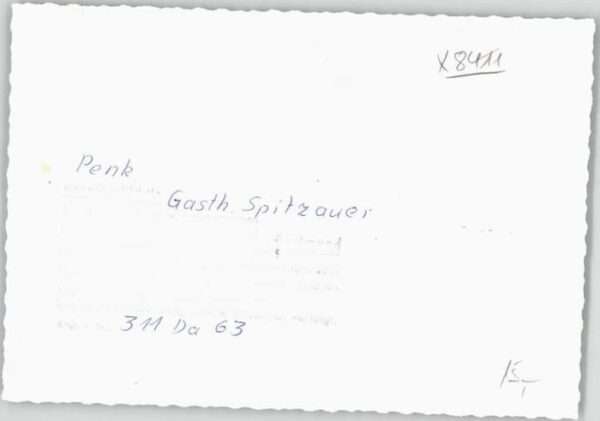 X8411
Penk
Gasth Spitzauer
311 Da 63